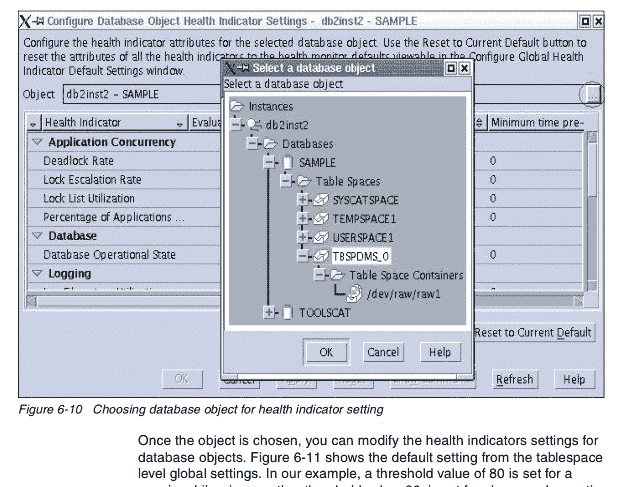 Configure Database Object Health Indicator Settings - db2inst2 - SAMPLE
Configure the health indicator attributes for the selected database object. Use the Reset to Current Default button to
reset the attributes of all the health indicators to the health monitor defaults viewable in the Configure Global Health
Indicator Default Settings window.
Object db2inst2 - SAMPLE ...
Health Indicator Evalua Minimum time pre-
Application Concurrency
Deadlock Rate 0
Lock Escalation Rate 0
Lock List Utilization 0
Percentage of Applications ... 0
Database
Database Operational State 0
Logging
Select a database object
Select a database object
Instances
db2inst2
Databases
SAMPLE
Table Spaces
SYSCATSPACE
TEMPSPACE1
USERSPACE1
TBSPDMS_0
Table Space Containers
/dev/raw/raw1
TOOLSCAT
OK Cancel Help
Reset to Current Default
OK Refresh Help
Figure 6-10 Choosing database object for health indicator setting
Once the object is chosen, you can modify the health indicators settings for
database objects. Figure 6-11 shows the default setting from the tablespace
level global settings. In our example, a threshold value of 80 is set for a